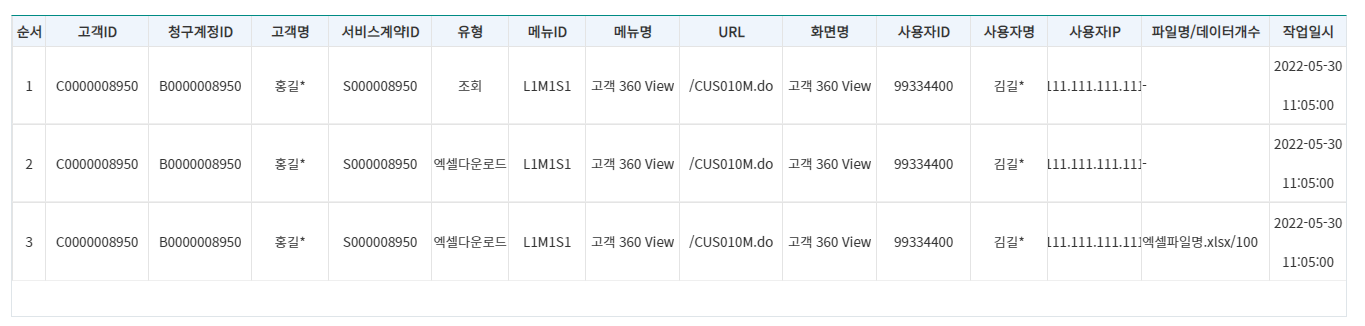 순서 고객ID 청구계정ID 고객명 서비스계약ID 유형 메뉴ID 메뉴명 URL 화면명 사용자ID 사용자명 사용자IP 파일명/데이터개수 작업일시
1 C0000008950 B0000008950 홍길* S000008950 조회 L1M1S1 고객 360 View /CUS010M.do 고객 360 View 99334400 김길* 111.111.111.111 - 2022-05-30
11:05:00
2 C0000008950 B0000008950 홍길* S000008950 엑셀다운로드 L1M1S1 고객 360 View /CUS010M.do 고객 360 View 99334400 김길* 111.111.111.111 - 2022-05-30
11:05:00
3 C0000008950 B0000008950 홍길* S000008950 엑셀다운로드 L1M1S1 고객 360 View /CUS010M.do 고객 360 View 99334400 김길* 111.111.111.111 엑셀파일명.xlsx/100 2022-05-30
11:05:00